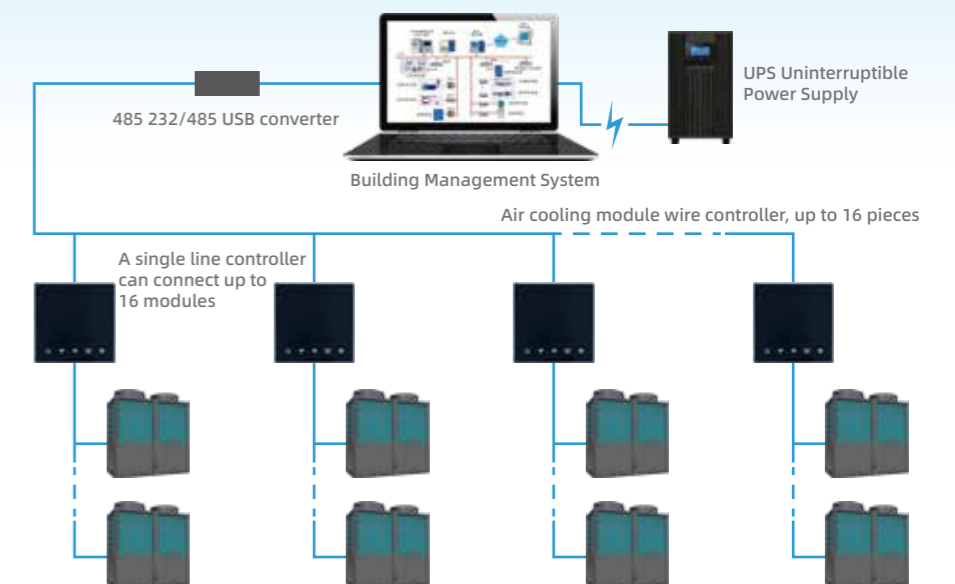 UPS Uninterruptible
Power Supply
485 232/485 USB converter
Building Management System
Air cooling module wire controller, up to 16 pieces
A single line controller
can connect up to
16 modules